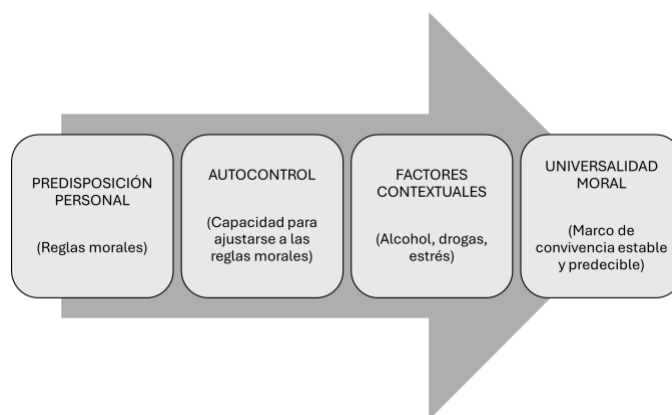 PREDISPOSICIÓN
PERSONAL
(Reglas morales)
AUTOCONTROL
(Capacidad para
ajustarse a las
reglas morales)
FACTORES
CONTEXTUALES
(Alcohol, drogas,
estrés)
UNIVERSALIDAD
MORAL
(Marco de
convivencia estable
y predecible)